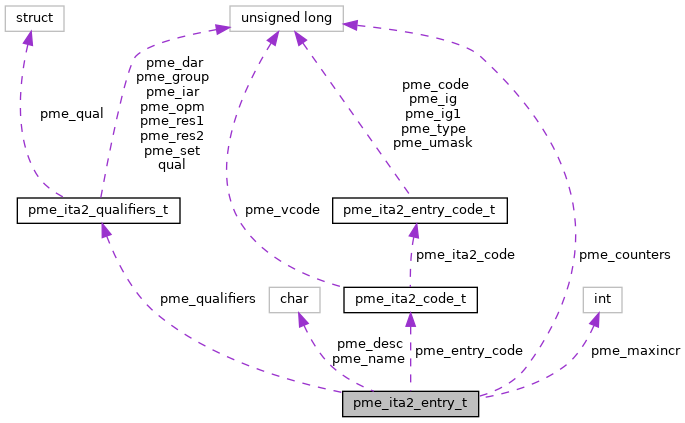 struct
unsigned long
pme_dar
pme_group
pme_iar
pme_opm
pme_res1
pme_res2
pme_set
qual
pme_code
pme_ig
pme_ig1
pme_type
pme_umask
pme_qual
pme_ita2_qualifiers_t
pme_vcode
pme_ita2_entry_code_t
pme_ita2_code
pme_counters
pme_qualifiers
char
pme_ita2_code_t
int
pme_desc
pme_name
pme_entry_code
pme_maxincr
pme_ita2_entry_t